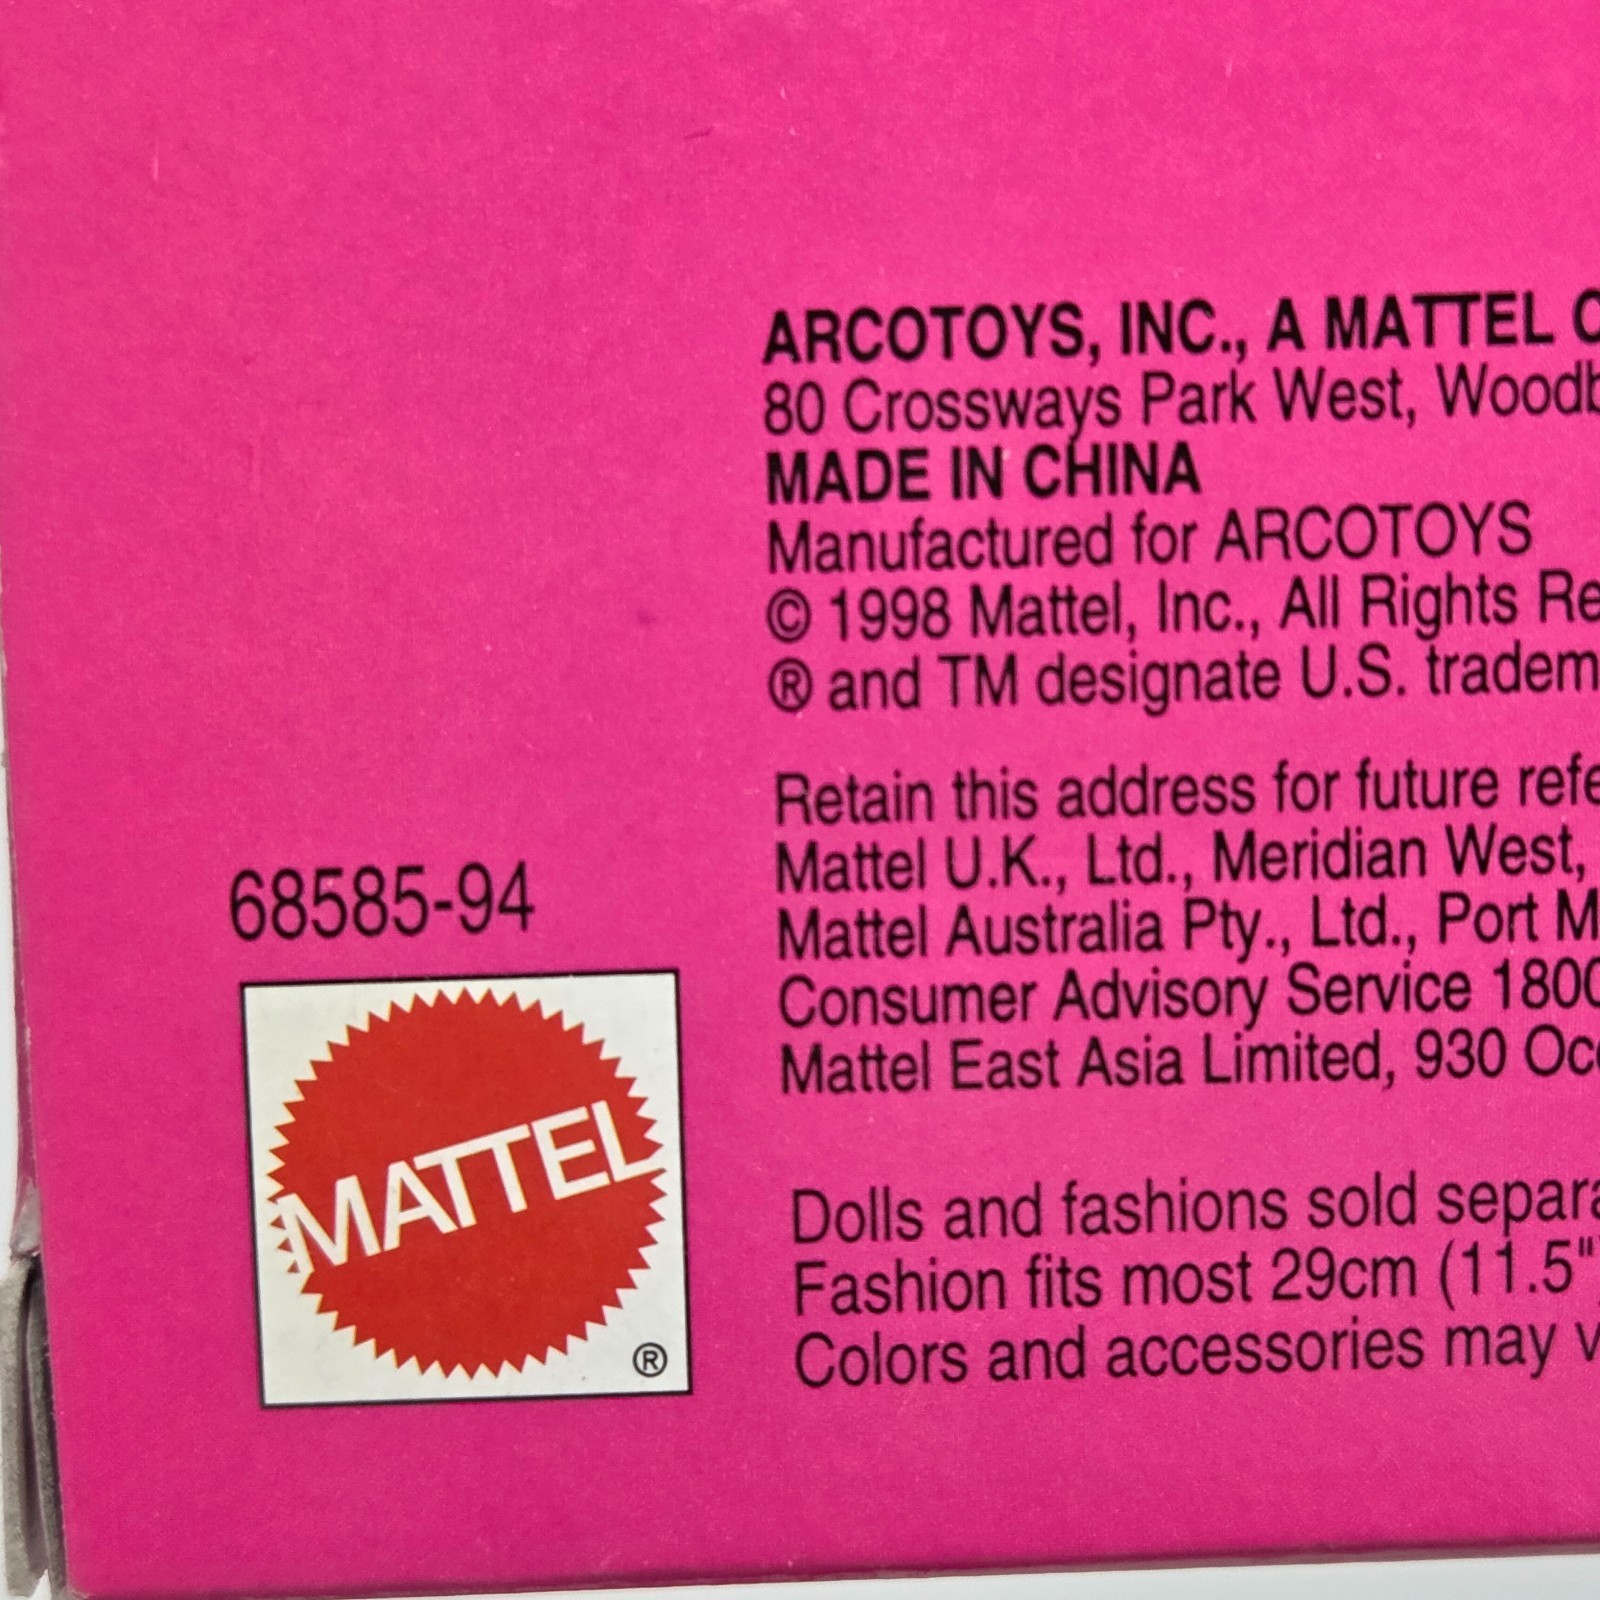 ARCOTOYS, INC., A MATTEL
80 Crossways Park West,
MADE IN CHINA
Manufactured for ARCOTOYS
© 1998 Mattel, Inc., All Rights
® and TM designate U.S.
Retain this address for future
Mattel U.K., Ltd., Meridian West,
Mattel Australia Pty., Ltd., Port
Consumer Advisory Service 1800
Mattel East Asia Limited, 930
Dolls and fashions sold
Fashion fits most 29cm (11.5"
Colors and accessories may
68585-94
MATTEL
®